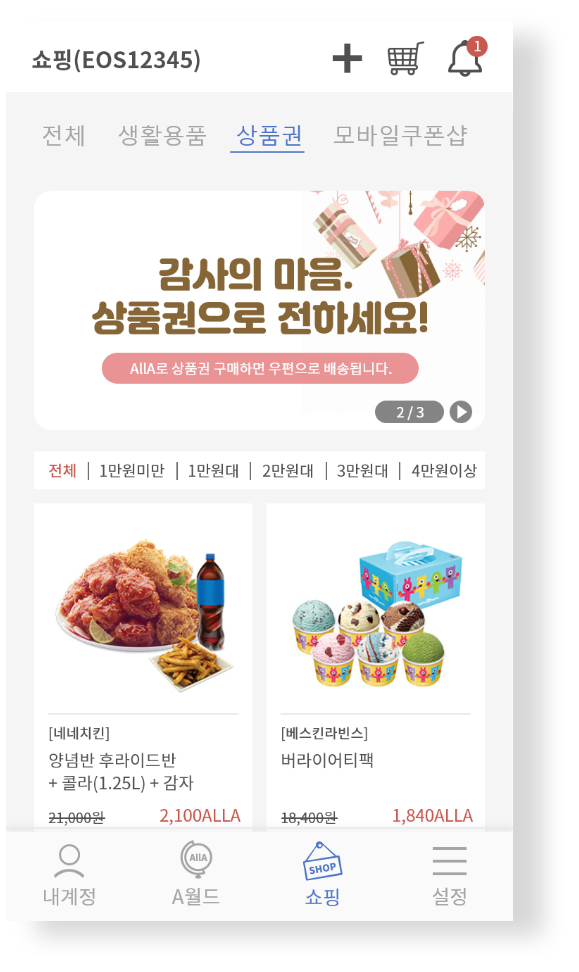 쇼핑(EOS12345)
1
전체 생활용품 상품권 모바일쿠폰샵
감사의 마음.
상품권으로 전하세요!
AllA로 상품권 구매하면 우편으로 배송됩니다.
2 / 3
전체 | 1만원미만 | 1만원대 | 2만원대 | 3만원대 | 4만원이상
[네네치킨]
양념반 후라이드반
+ 콜라(1.25L) + 감자
21,000원 2,100ALLA
[베스킨라빈스]
버라이어티팩
18,400원 1,840ALLA
내계정
AllA
A월드
SHOP
쇼핑
설정